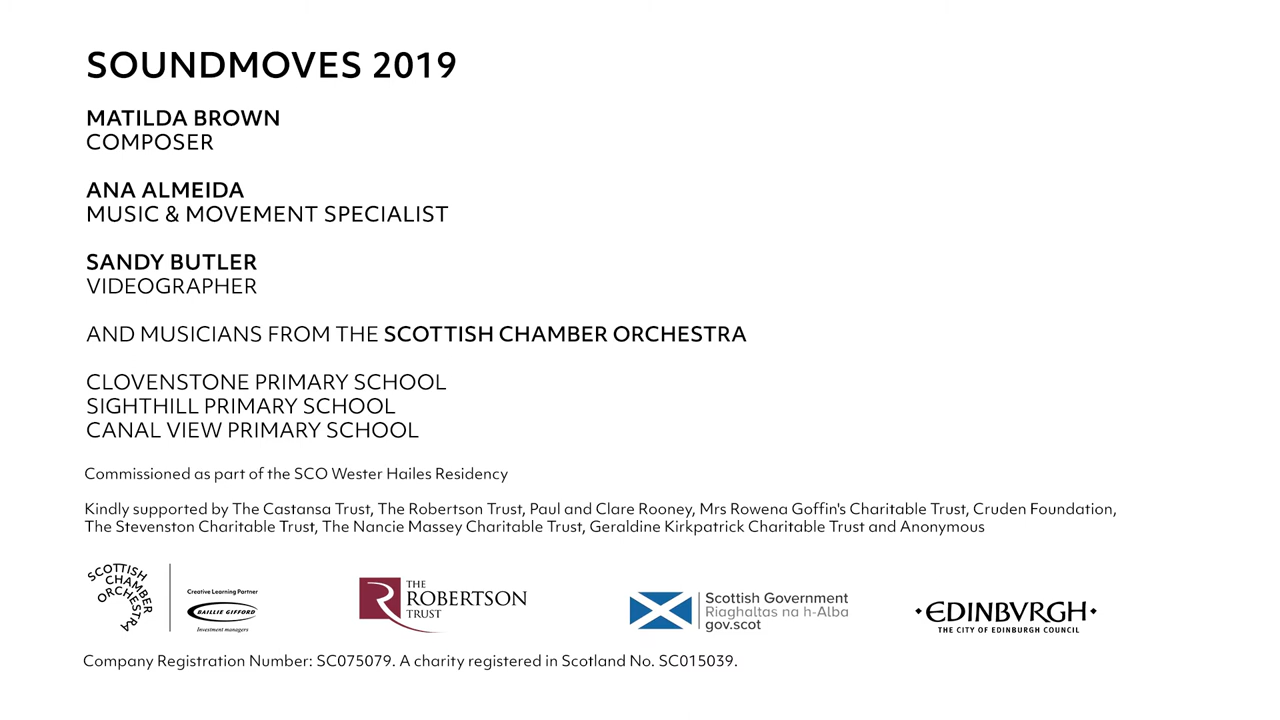 SOUNDMOVES 2019
MATILDA BROWN
COMPOSER
ANA ALMEIDA
MUSIC & MOVEMENT SPECIALIST
SANDY BUTLER
VIDEOGRAPHER
AND MUSICIANS FROM THE SCOTTISH CHAMBER ORCHESTRA
CLOVENSTONE PRIMARY SCHOOL
SIGHTHILL PRIMARY SCHOOL
CANAL VIEW PRIMARY SCHOOL
Commissioned as part of the SCO Wester Hailes Residency
Kindly supported by The Castansa Trust, The Robertson Trust, Paul and Clare Rooney, Mrs Rowena Goffin's Charitable Trust, Cruden Foundation,
The Stevenston Charitable Trust, The Nancie Massey Charitable Trust, Geraldine Kirkpatrick Charitable Trust and Anonymous
SCOTTISH
CHAMBER
ORCHESTRA
Creative Learning Partner
BAILLIE GIFFORD
Investment managers
THE
ROBERTSON
TRUST
Scottish Government
Riaghaltas na h-Alba
gov.scot
•EDINBVRGH•
THE CITY OF EDINBURGH COUNCIL
Company Registration Number: SC075079. A charity registered in Scotland No. SC015039.